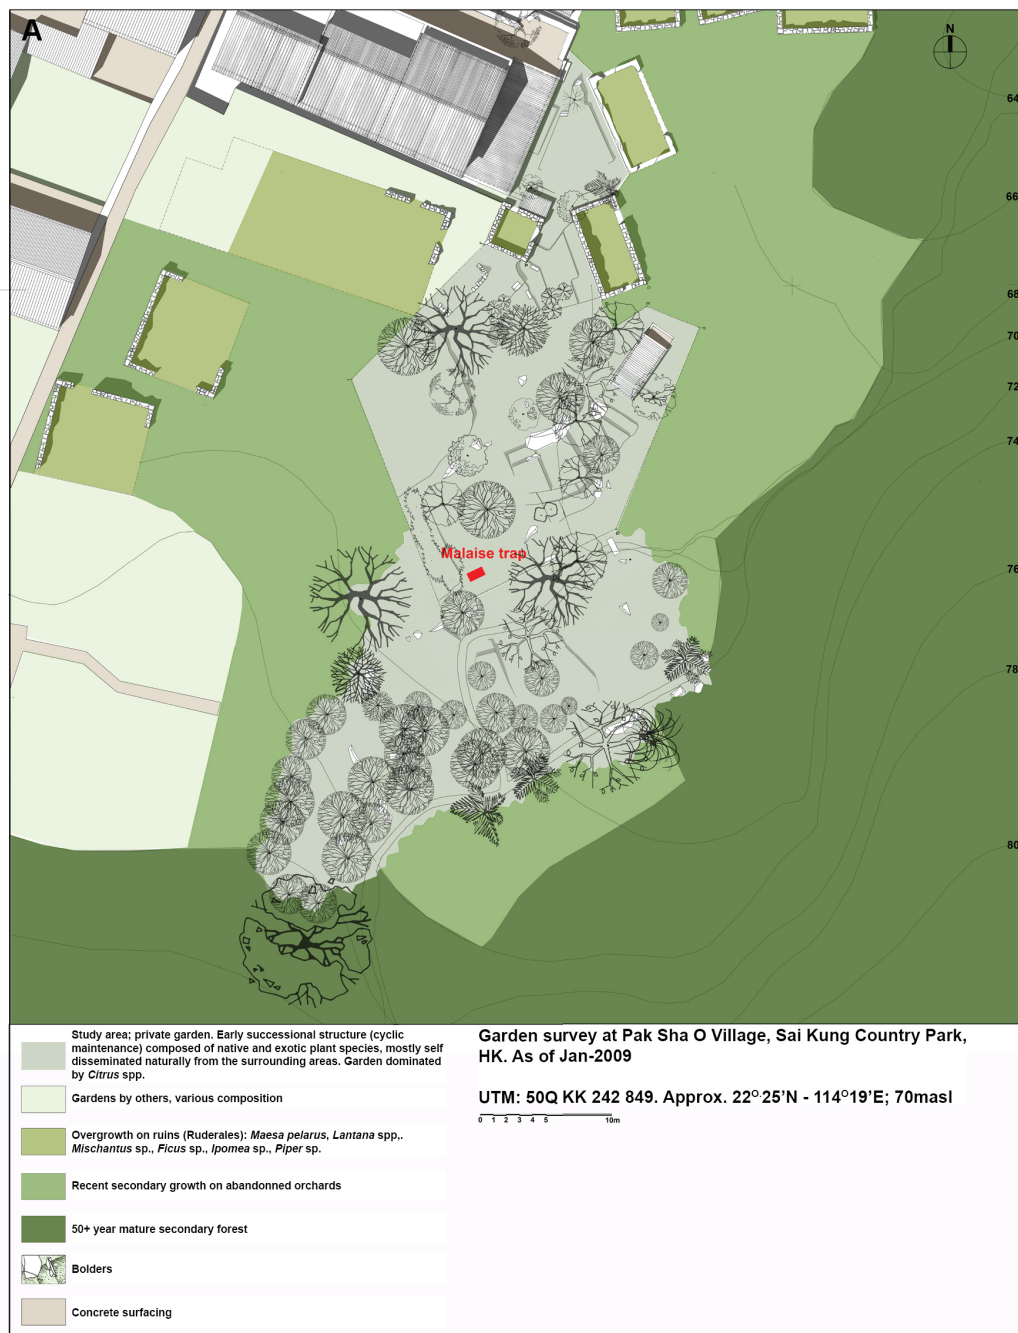 A
N
64
66
68
70
72
74
Malaise trap
76
78
80
Study area; private garden. Early successional structure (cyclic
maintenance) composed of native and exotic plant species, mostly self
disseminated naturally from the surrounding areas. Garden dominated
by Citrus spp.
Gardens by others, various composition
Overgrowth on ruins (Ruderales): Maesa pelarus, Lantana spp,.
Mischantus sp., Ficus sp., Ipomea sp., Piper sp.
Recent secondary growth on abandonned orchards
50+ year mature secondary forest
Bolders
Concrete surfacing
Garden survey at Pak Sha O Village, Sai Kung Country Park,
HK. As of Jan-2009
UTM: 50Q KK 242 849. Approx. 22O.25'N - 114O19'E; 70masl
0 1 2 3 4 5 10m